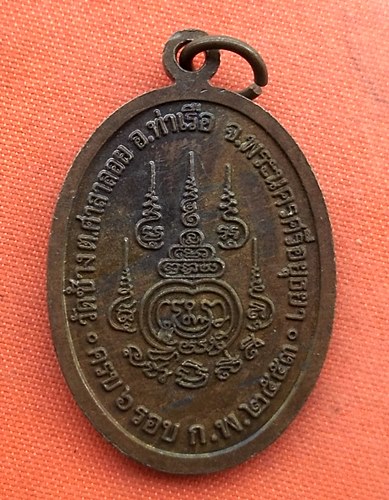 วัดช้าง ต.ศาลาลอย อ.ท่าเรือ จ.พระนครศรีอยุธยา
ครบ ๖ รอบ ก.พ.๒๕๕๓